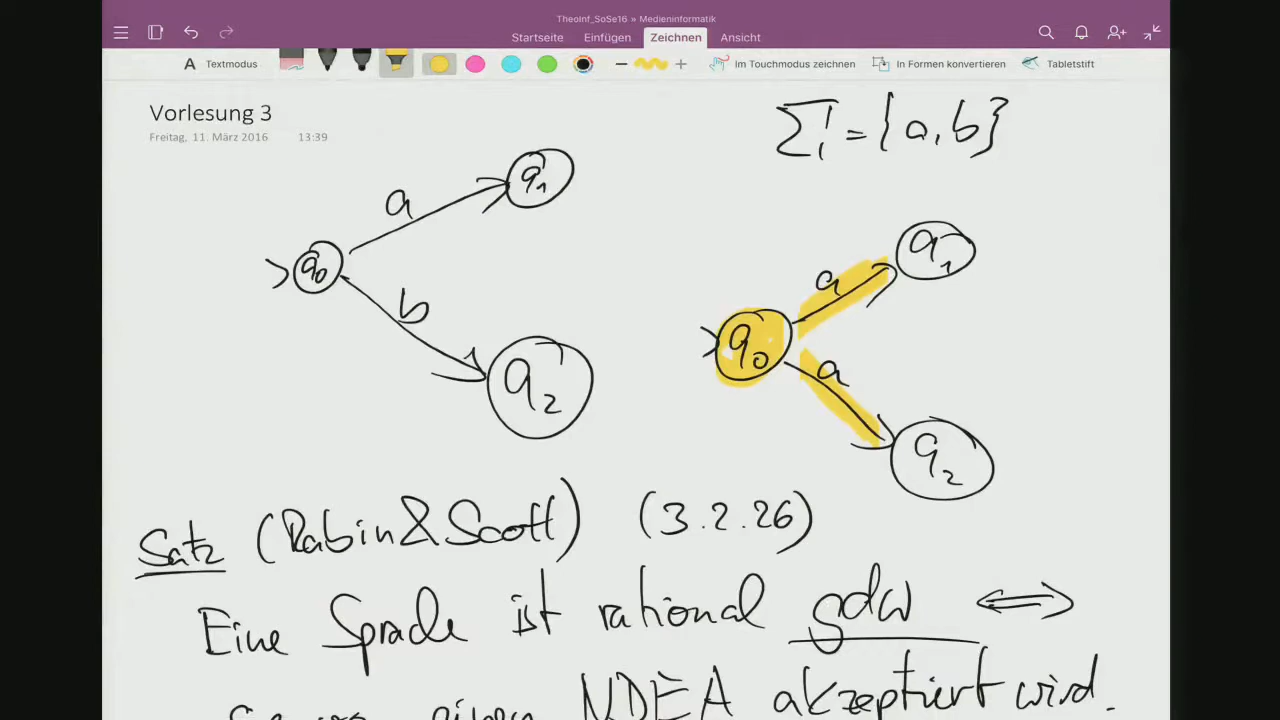 TheoInf_SoSe16 » Medieninformatik
Startseite Einfügen Zeichnen Ansicht
A Textmodus Im Touchmodus zeichnen In Formen konvertieren Tabletstift
Vorlesung 3
Freitag, 11. März 2016 13:39
Σ = {a, b}
q1
a
q0
b
q2
q1
a
q0
a
q2
Satz (Rabin & Scott) (3.2.26)
Eine Sprache ist rational gdw ⟺
einen NDEA akzeptiert wird.